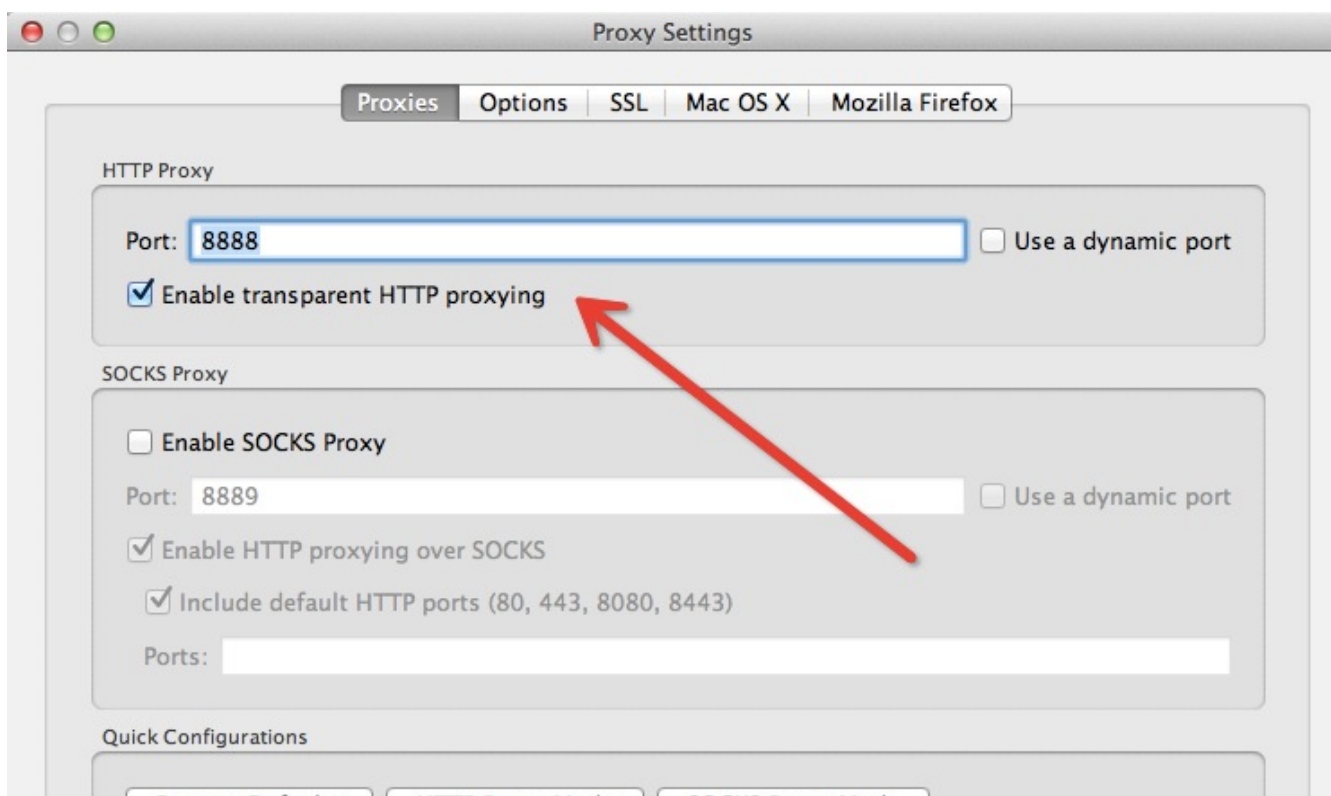 Proxy Settings
Proxies Options SSL Mac OS X Mozilla Firefox
HTTP Proxy
Port: 8888 Use a dynamic port
Enable transparent HTTP proxying
SOCKS Proxy
Enable SOCKS Proxy
Port: 8889 Use a dynamic port
Enable HTTP proxying over SOCKS
Include default HTTP ports (80, 443, 8080, 8443)
Ports:
Quick Configurations